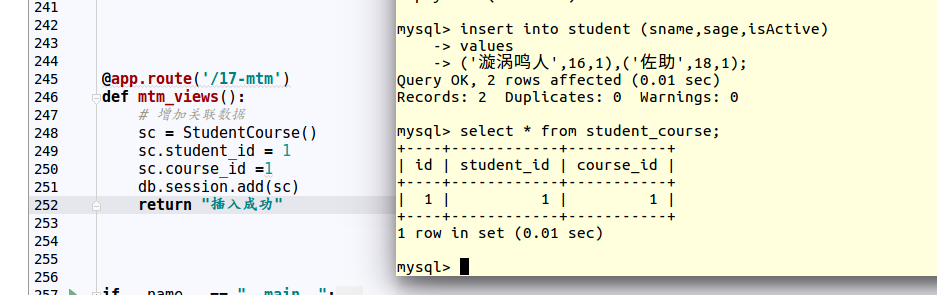 241
242
243
244
245 @app.route('/17-mtm')
246 def mtm_views():
247 # 增加关联数据
248 sc = StudentCourse()
249 sc.student_id = 1
250 sc.course_id =1
251 db.session.add(sc)
252 return "插入成功"
253
254
255
256
mysql> insert into student (sname,sage,isActive)
-> values
-> ('漩涡鸣人',16,1),('佐助',18,1);
Query OK, 2 rows affected (0.01 sec)
Records: 2 Duplicates: 0 Warnings: 0
mysql> select * from student_course;
+----+------------+-----------+
| id | student_id | course_id |
+----+------------+-----------+
| 1 | 1 | 1 |
+----+------------+-----------+
1 row in set (0.01 sec)
mysql>